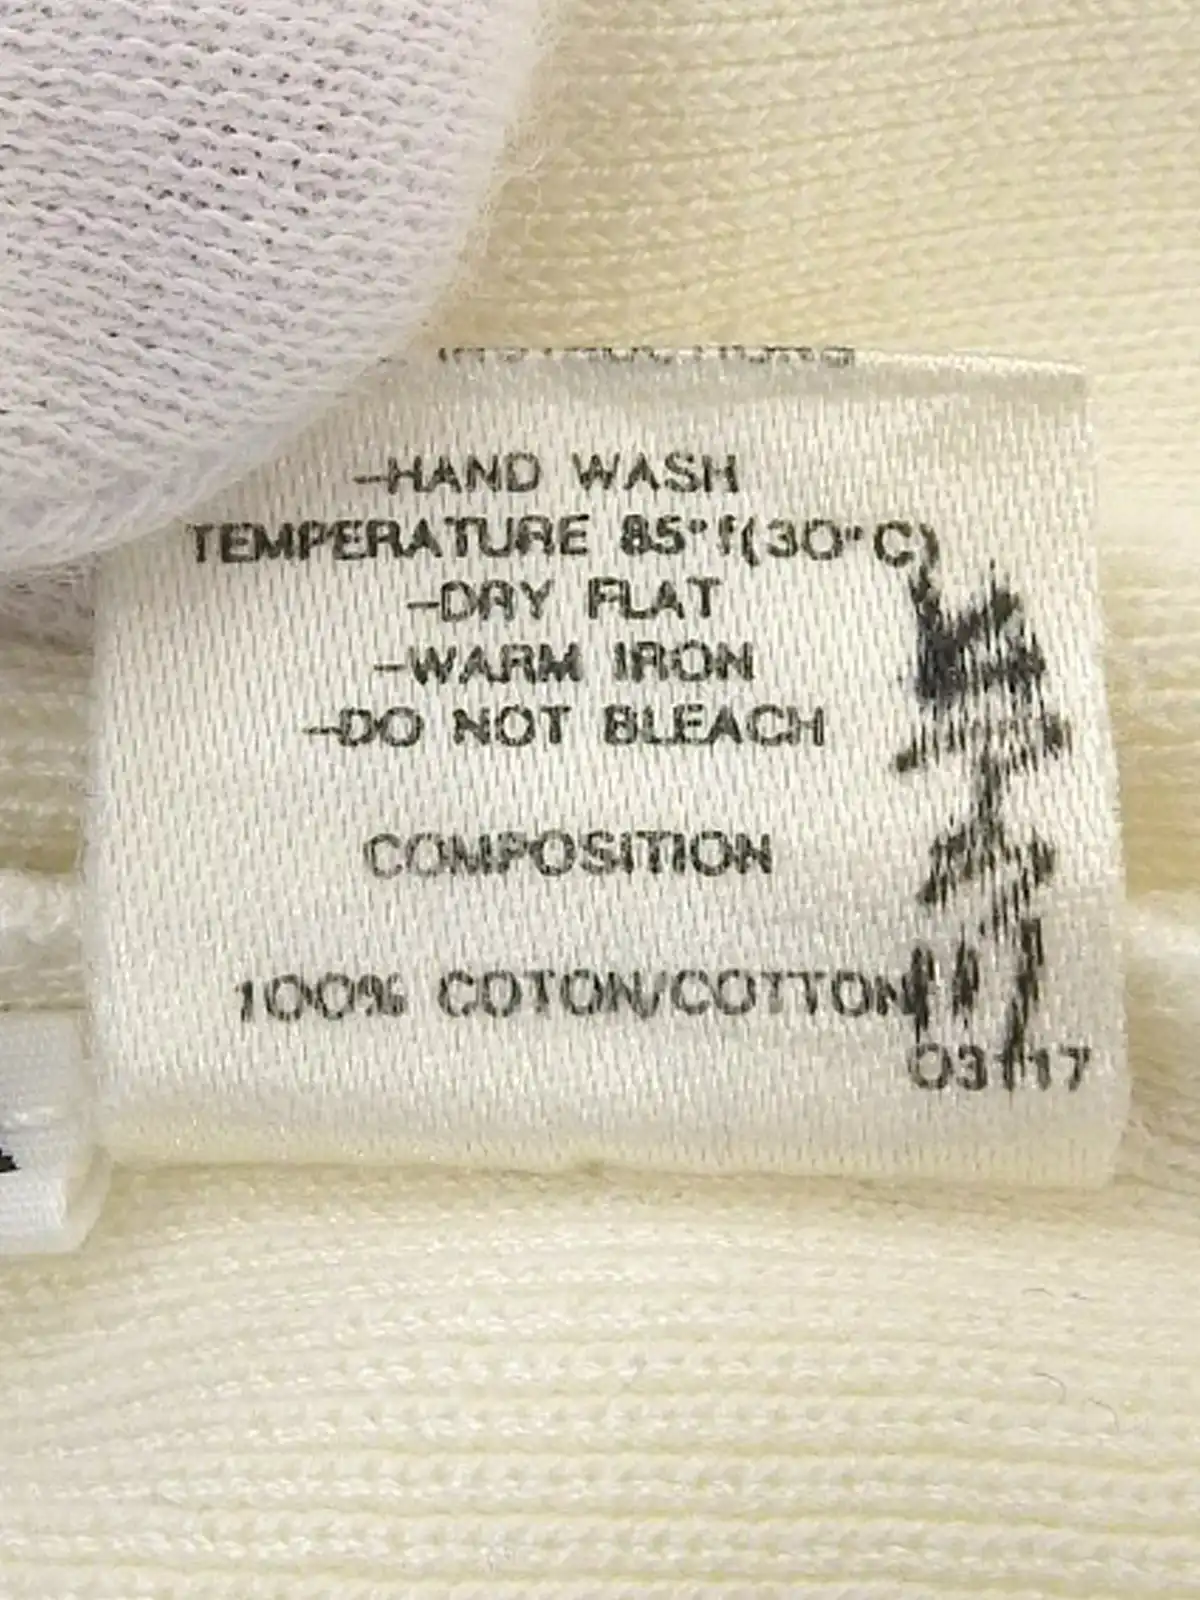 -HAND WASH
TEMPERATURE 85°f(30°C)
-DRY FLAT
-WARM IRON
-DO NOT BLEACH
COMPOSITION
100% COTON/COTTON
03117